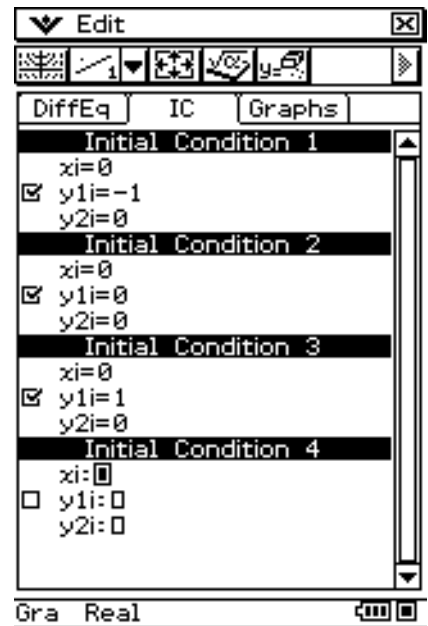 Edit
DiffEq IC Graphs
Initial Condition 1
xi=0
y1i=-1
y2i=0
Initial Condition 2
xi=0
y1i=0
y2i=0
Initial Condition 3
xi=0
y1i=1
y2i=0
Initial Condition 4
xi:
y1i:
y2i:
Gra Real